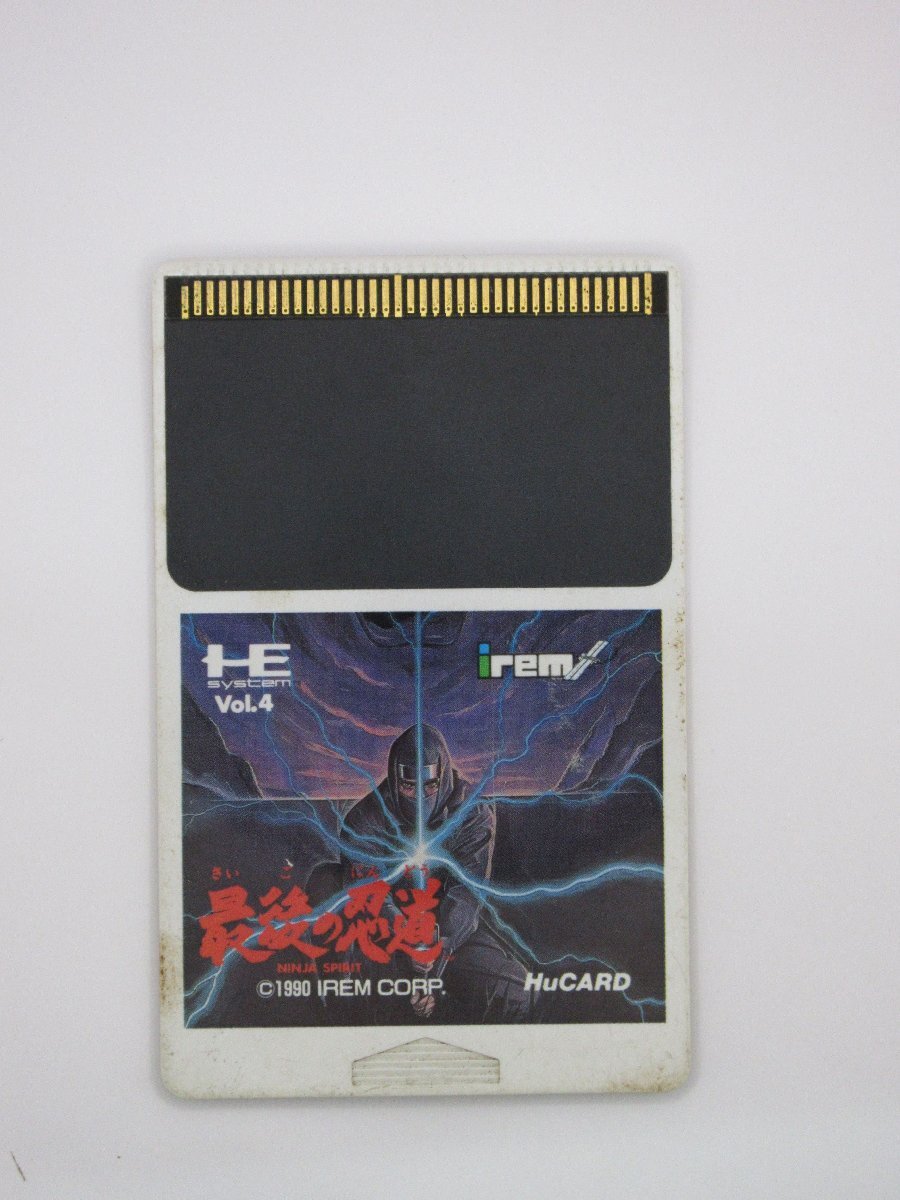 HE
system
Vol.4
irem
さい ご にん どう
最後の忍道
NINJA SPIRIT
©1990 IREM CORP.
HuCARD